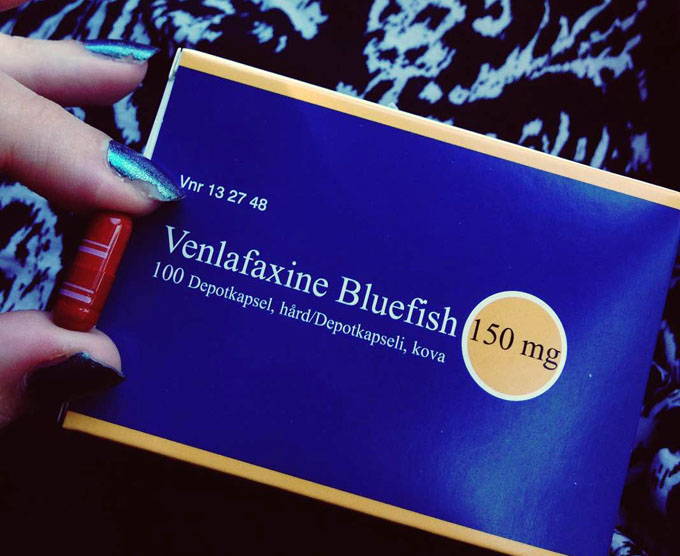 Vnr 13 27 48
Venlafaxine Bluefish
150 mg
100 Depotkapsel, hård/Depotkapseli, kova